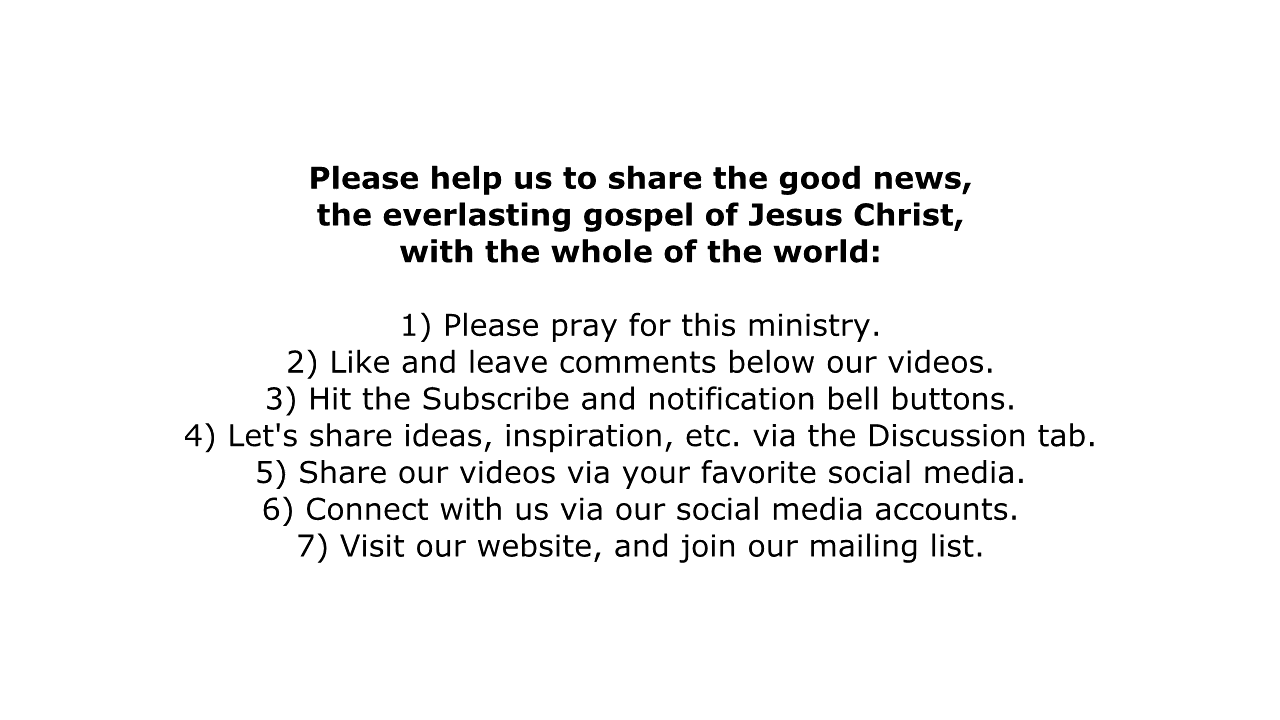 Please help us to share the good news,
the everlasting gospel of Jesus Christ,
with the whole of the world:
1) Please pray for this ministry.
2) Like and leave comments below our videos.
3) Hit the Subscribe and notification bell buttons.
4) Let's share ideas, inspiration, etc. via the Discussion tab.
5) Share our videos via your favorite social media.
6) Connect with us via our social media accounts.
7) Visit our website, and join our mailing list.